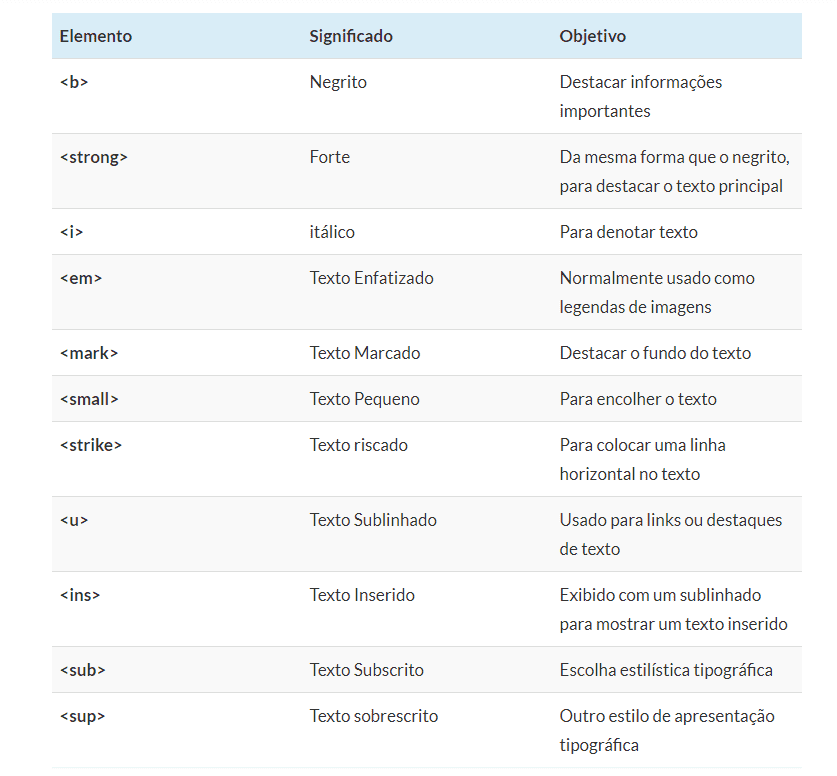 Elemento Significado Objetivo
<b> Negrito Destacar informações
importantes
<strong> Forte Da mesma forma que o negrito,
para destacar o texto principal
<i> itálico Para denotar texto
<em> Texto Enfatizado Normalmente usado como
legendas de imagens
<mark> Texto Marcado Destacar o fundo do texto
<small> Texto Pequeno Para encolher o texto
<strike> Texto riscado Para colocar uma linha
horizontal no texto
<u> Texto Sublinhado Usado para links ou destaques
de texto
<ins> Texto Inserido Exibido com um sublinhado
para mostrar um texto inserido
<sub> Texto Subscrito Escolha estilística tipográfica
<sup> Texto sobrescrito Outro estilo de apresentação
tipográfica